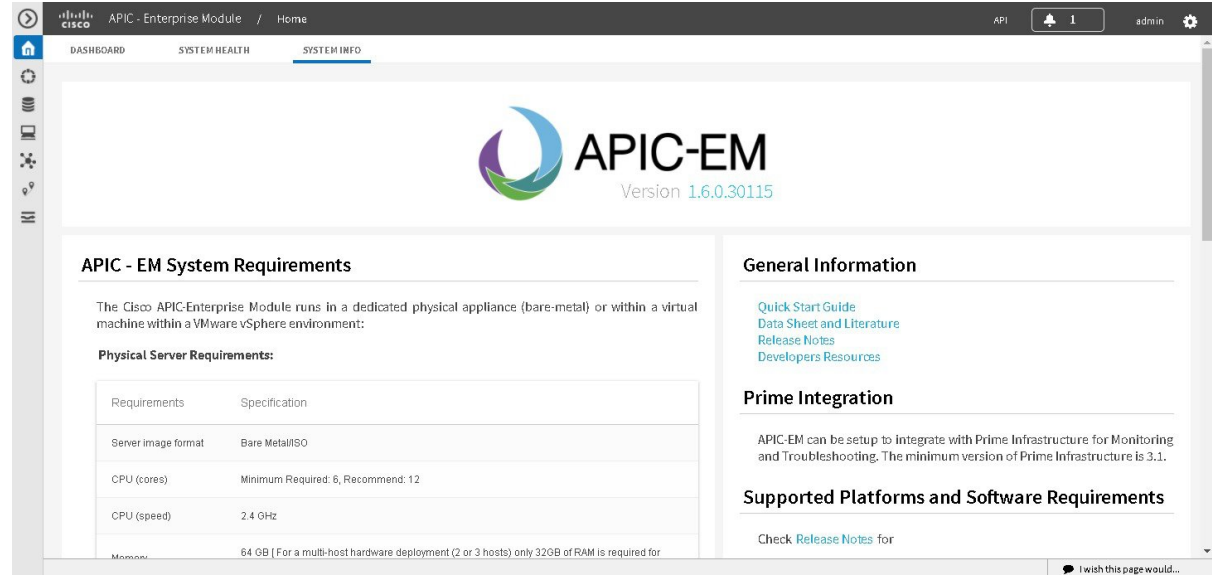 cisco APIC - Enterprise Module / Home API 1 admin
DASHBOARD SYSTEM HEALTH SYSTEM INFO
APIC-EM
Version 1.6.0.30115
APIC - EM System Requirements
The Cisco APIC-Enterprise Module runs in a dedicated physical appliance (bare-metal) or within a virtual
machine within a VMware vSphere environment:
Physical Server Requirements:
Requirements Specification
Server image format Bare Metal/ISO
CPU (cores) Minimum Required: 6, Recommend: 12
CPU (speed) 2.4 GHz
Memory 64 GB [ For a multi-host hardware deployment (2 or 3 hosts) only 32GB of RAM is required for
General Information
Quick Start Guide
Data Sheet and Literature
Release Notes
Developers Resources
Prime Integration
APIC-EM can be setup to integrate with Prime Infrastructure for Monitoring
and Troubleshooting. The minimum version of Prime Infrastructure is 3.1.
Supported Platforms and Software Requirements
Check Release Notes for
I wish this page would...